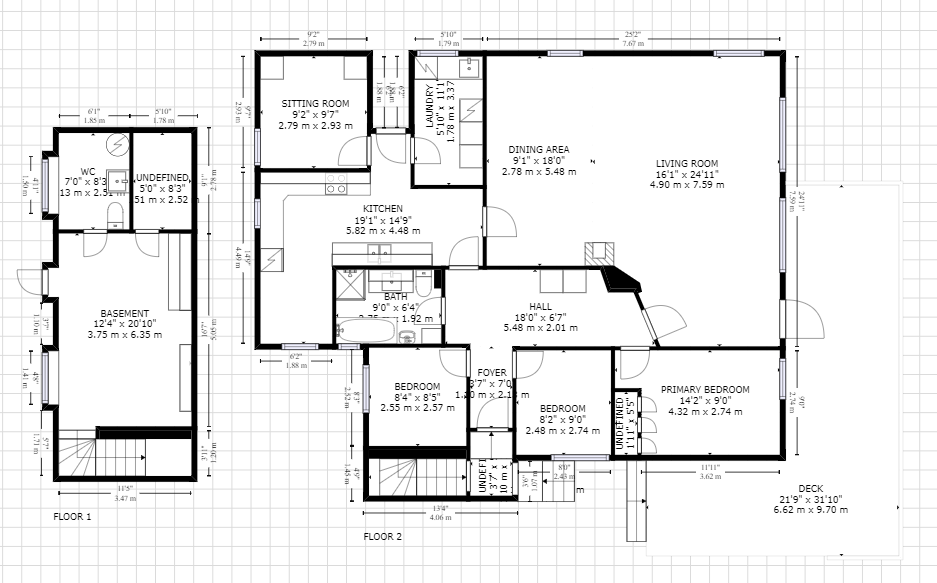 9'2"
2.79 m
5'10"
1.79 m
25'2"
7.67 m
SITTING ROOM
9'2" x 9'7"
2.79 m x 2.93 m
2.93 m
1.88 m
LAUNDRY
5'10" x 11'1
1.78 m x 3.37
DINING AREA
9'1" x 18'0"
2.78 m x 5.48 m
LIVING ROOM
16'1" x 24'11"
4.90 m x 7.59 m
24'11"
7.59 m
6'1"
1.85 m
5'10"
1.78 m
WC
7'0" x 8'3
13 m x 2.51
UNDEFINED
5'0" x 8'3"
51 m x 2.52
9'1"
2.78 m
4'11"
1.50 m
KITCHEN
19'1" x 14'9"
5.82 m x 4.48 m
4.49 m
BATH
9'0" x 6'4"
1.92 m
HALL
18'0" x 6'7"
5.48 m x 2.01 m
BASEMENT
12'4" x 20'10"
3.75 m x 6.35 m
3'7"
1.10 m
16'7"
5.05 m
4'8"
1.41 m
6'2"
1.88 m
FOYER
3'7" x 7'0
BEDROOM
8'4" x 8'5"
2.55 m x 2.57 m
8'3"
2.52 m
BEDROOM
8'2" x 9'0"
2.48 m x 2.74 m
PRIMARY BEDROOM
14'2" x 9'0"
4.32 m x 2.74 m
9'0"
2.74 m
UNDEFINED
1'11" x 5'5"
5'7"
1.71 m
3'11"
1.20 m
4'9"
1.45 m
UNDEFI
3'7" x
10 m x
3'6"
1.07 m
8'0"
2.43 m
m
11'11"
3.62 m
DECK
21'9" x 31'10"
6.62 m x 9.70 m
11'5"
3.47 m
13'4"
4.06 m
FLOOR 1
FLOOR 2